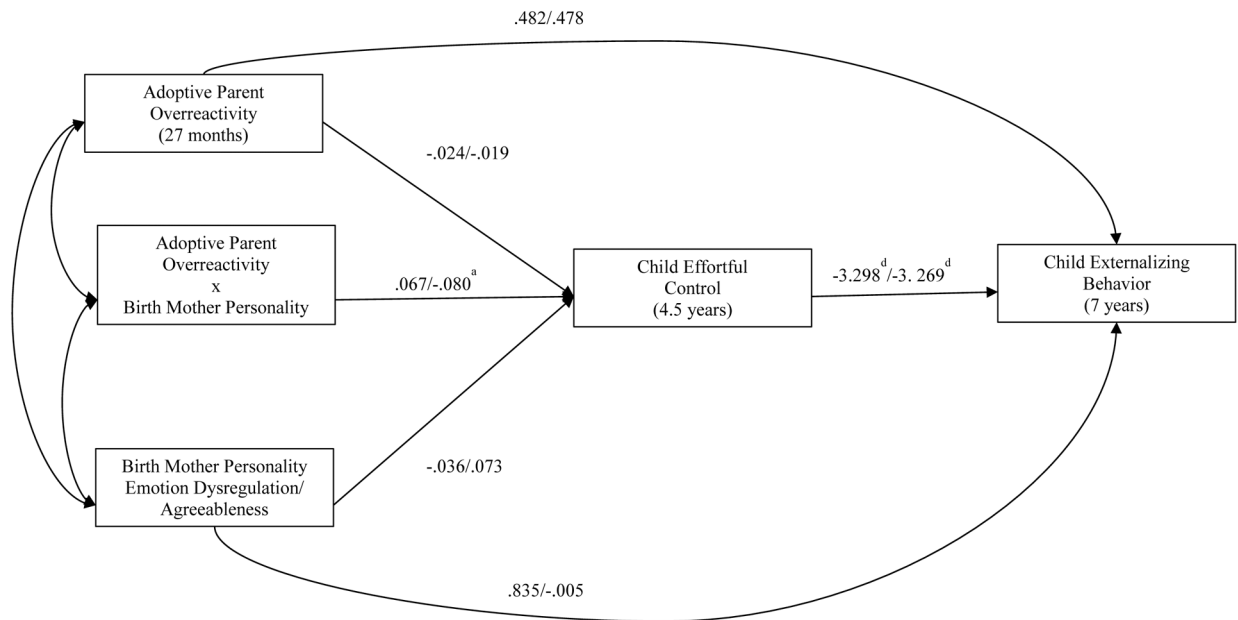 .482/.478
Adoptive Parent
Overreactivity
(27 months)
-.024/-.019
Adoptive Parent
Overreactivity
x
Birth Mother Personality
.067/-.080a
Child Effortful
Control
(4.5 years)
-3.298d/-3. 269d
Child Externalizing
Behavior
(7 years)
Birth Mother Personality
Emotion Dysregulation/
Agreeableness
-.036/.073
.835/-.005